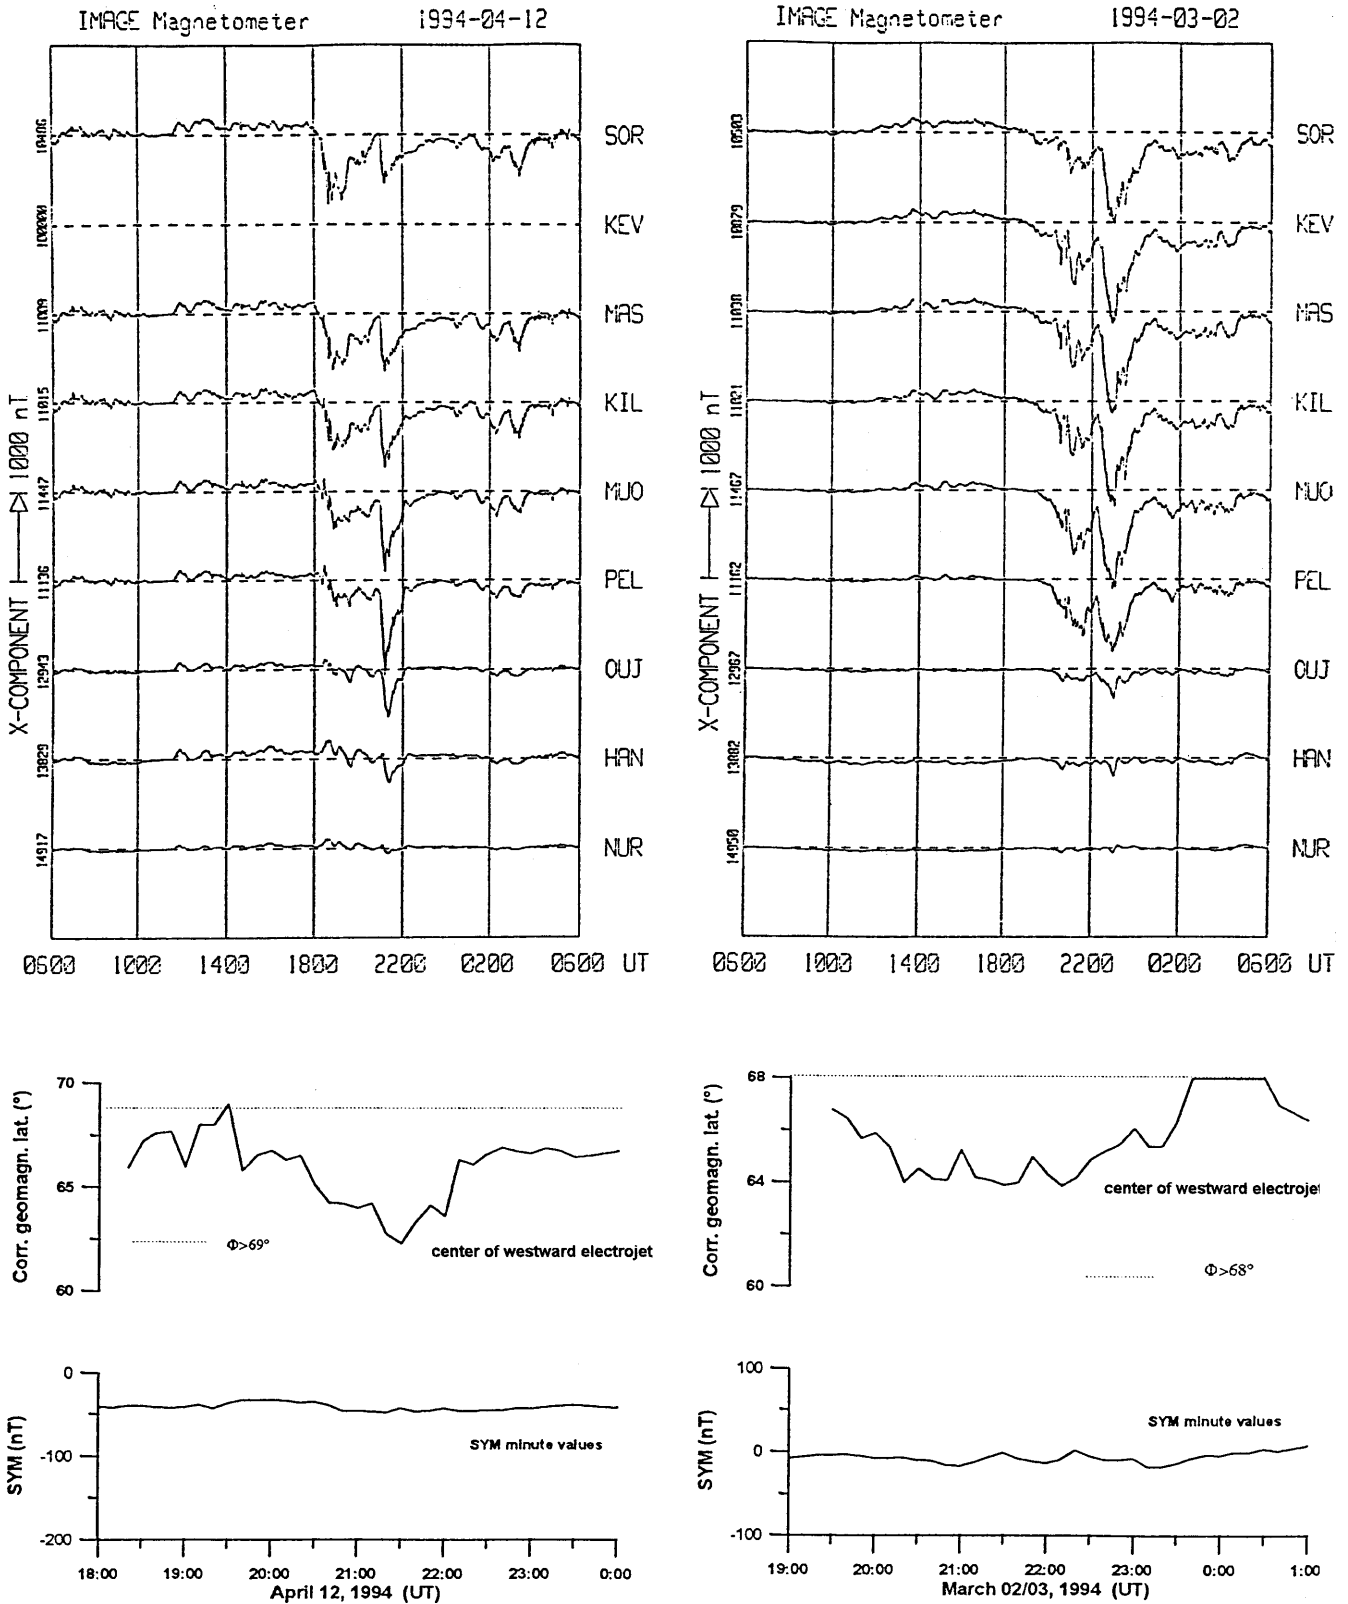 IMAGE Magnetometer 1994-04-12
SOR
KEV
MAS
KIL
MUO
PEL
OUJ
HAN
NUR
100000
11009
11015
11447
11136
12943
13829
14917
X-COMPONENT 1000 nT
0600 1000 1400 1800 2200 0200 0600 UT
IMAGE Magnetometer 1994-03-02
SOR
KEV
MAS
KIL
MUO
PEL
OUJ
HAN
NUR
10879
11467
11162
12967
14950
X-COMPONENT 1000 nT
0600 1000 1400 1800 2200 0200 0600 UT
70
65
60
Corr. geomagn. lat. (°)
Φ>69°
center of westward electrojet
68
64
60
Corr. geomagn. lat. (°)
center of westward electrojet
Φ>68°
0
-100
-200
SYM (nT)
SYM minute values
18:00 19:00 20:00 21:00 22:00 23:00 0:00
April 12, 1994 (UT)
100
0
-100
SYM (nT)
SYM minute values
19:00 20:00 21:00 22:00 23:00 0:00 1:00
March 02/03, 1994 (UT)